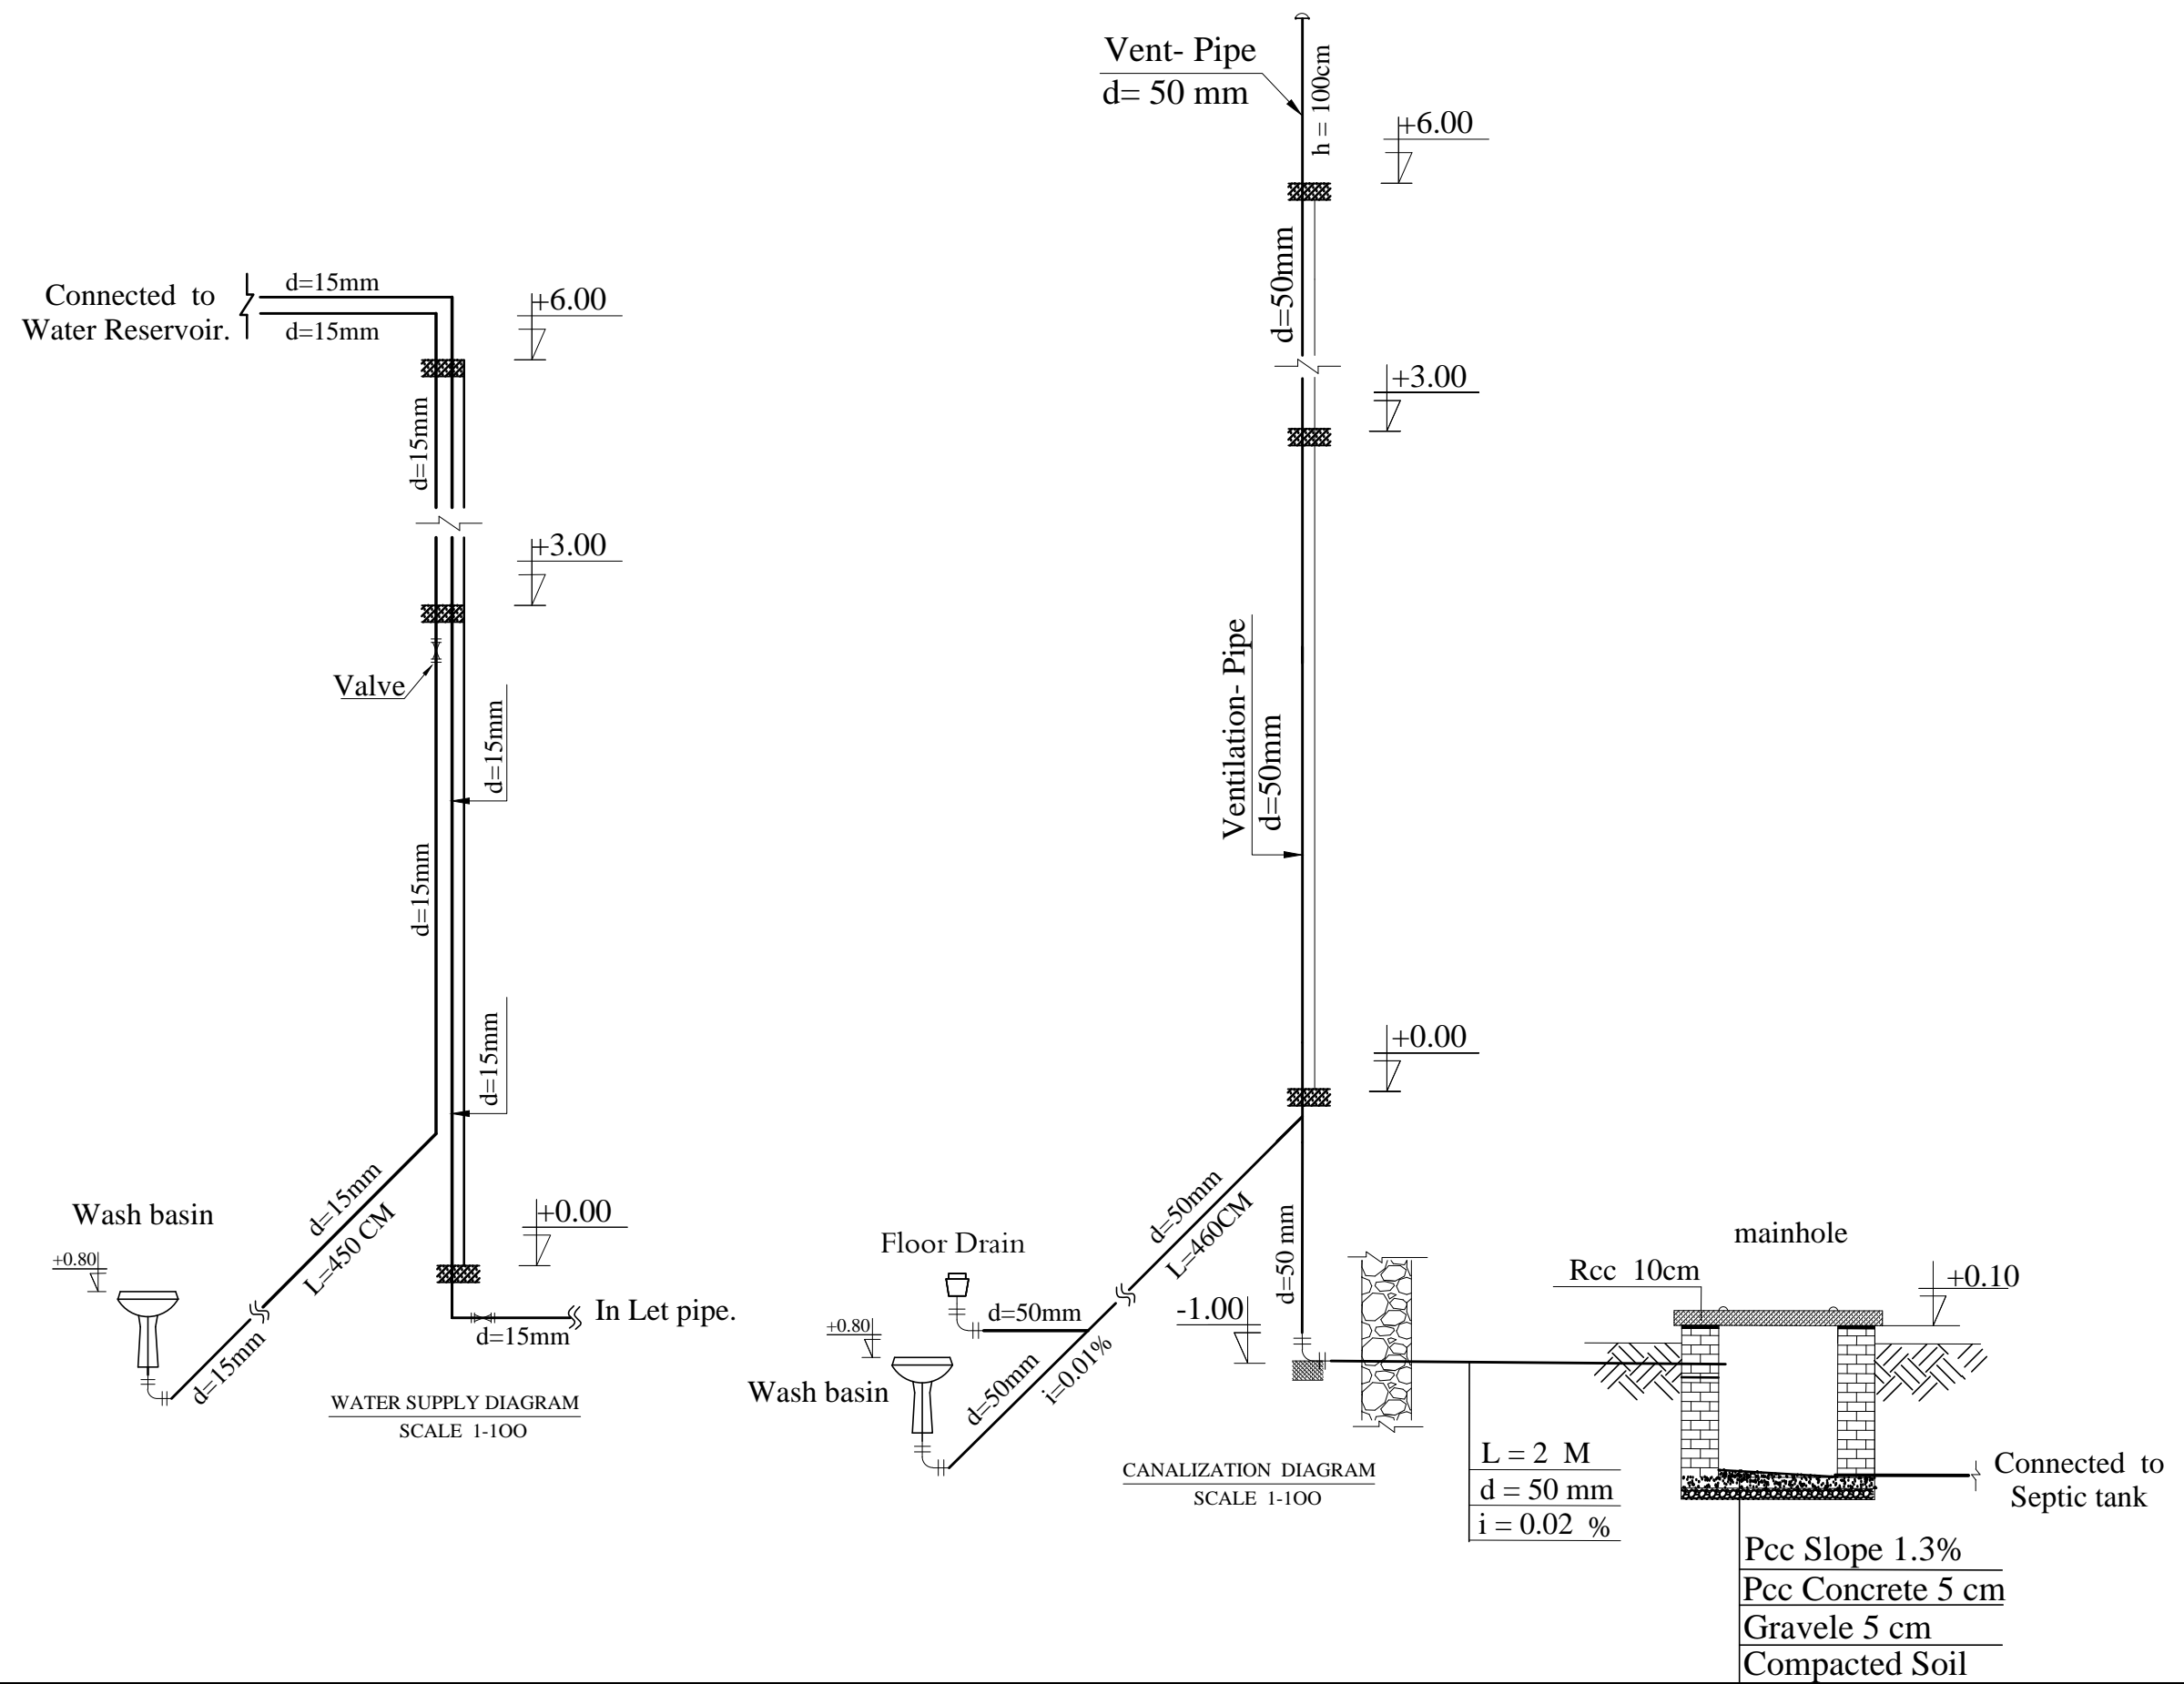 Connected to
Water Reservoir.
d=15mm
d=15mm
+6.00
d=15mm
+3.00
Valve
d=15mm
d=15mm
d=15mm
d=15mm
L=450 CM
Wash basin
+0.80
d=15mm
+0.00
In Let pipe.
d=15mm
WATER SUPPLY DIAGRAM
SCALE 1-1OO
Vent- Pipe
d= 50 mm
h = 100cm
+6.00
d=50mm
+3.00
Ventilation- Pipe
d=50mm
+0.00
d=50mm
L=460CM
d=50 mm
Floor Drain
d=50mm
-1.00
+0.80
Wash basin
d=50mm
i=0.01%
CANALIZATION DIAGRAM
SCALE 1-1OO
L = 2 M
d = 50 mm
i = 0.02 %
mainhole
Rcc 10cm
+0.10
Connected to
Septic tank
Pcc Slope 1.3%
Pcc Concrete 5 cm
Gravele 5 cm
Compacted Soil